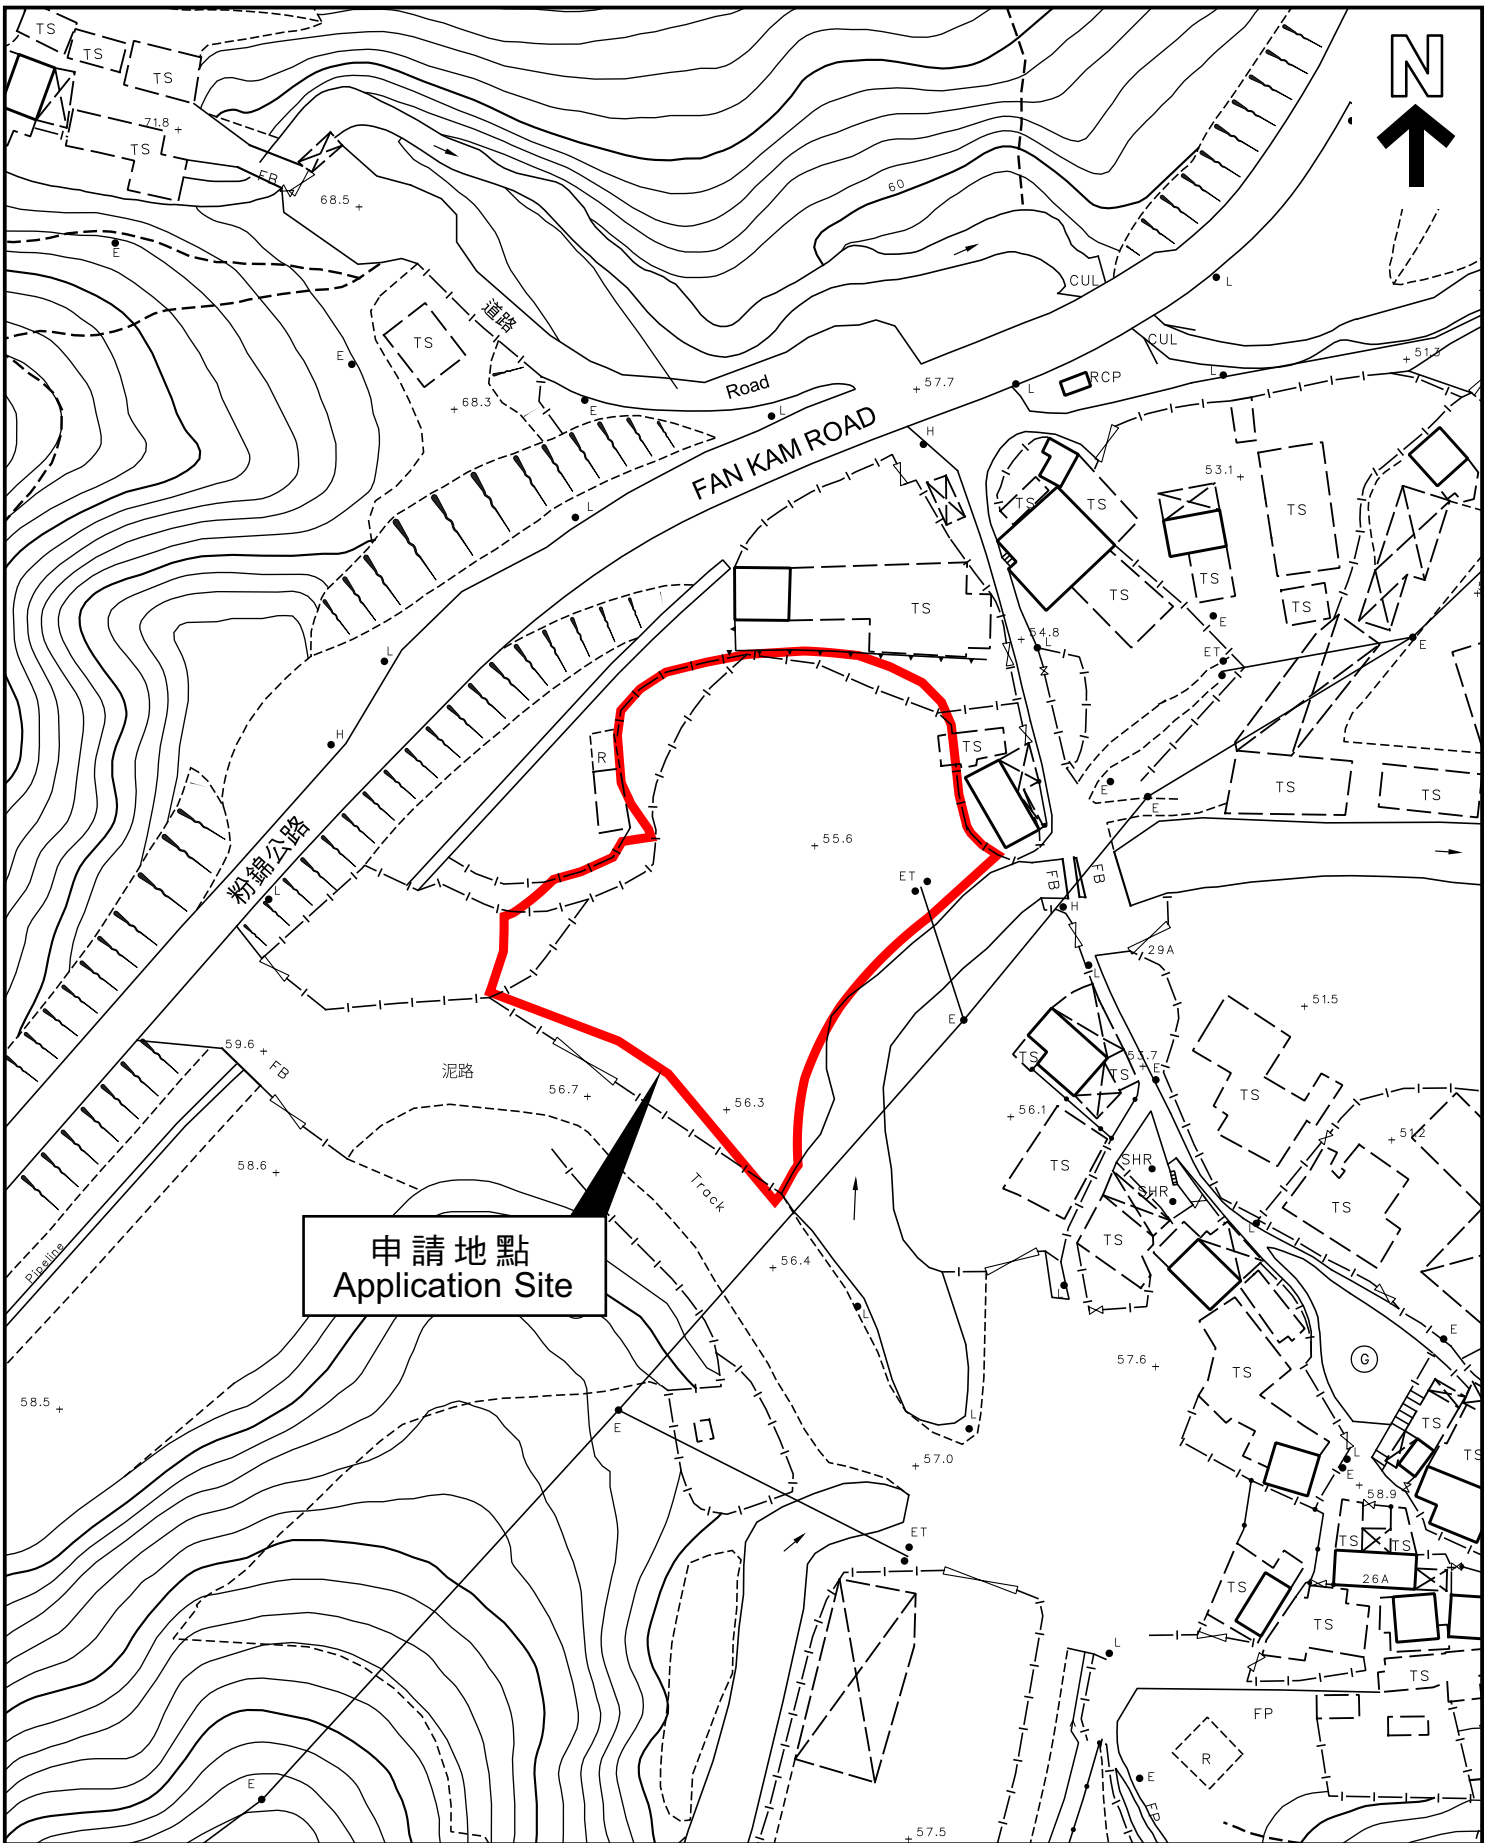 TS
TS
TS
N
71.8
TS
FB
68.5
60
E
CUL
L
道路
CUL
TS
E
51.3
Road
57.7
L
RCP
L
68.3
E
L
FAN KAM ROAD
H
53.1
L
TS
TS
TS
TS
TS
TS
TS
E
54.8
L
ET
E
L
H
TS
R
TS
TS
E
E
粉錦公路
55.6
L
ET
FB
FB
H
29A
L
51.5
E
59.6
FB
泥路
TS
53.7
TS
E
56.7
56.3
56.1
TS
51.2
58.6
TS
SHR
SHR
Track
TS
L
TS
申請地點
Application Site
Pipeline
56.4
L
L
E
57.6
G
TS
58.5
E
L
TS
TS
57.0
L
E
58.9
ET
TS
TS
26A
TS
TS
L
TS
FP
R
E
E
FP
57.5